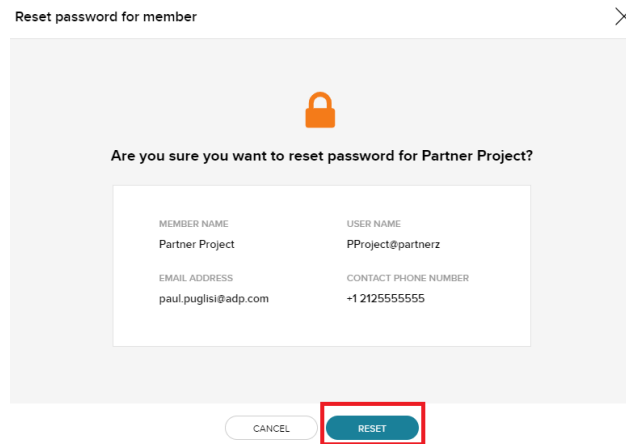 Reset password for member
Are you sure you want to reset password for Partner Project?
MEMBER NAME
Partner Project
USER NAME
PProject@partnerz
EMAIL ADDRESS
paul.puglisi@adp.com
CONTACT PHONE NUMBER
+1 2125555555
CANCEL
RESET